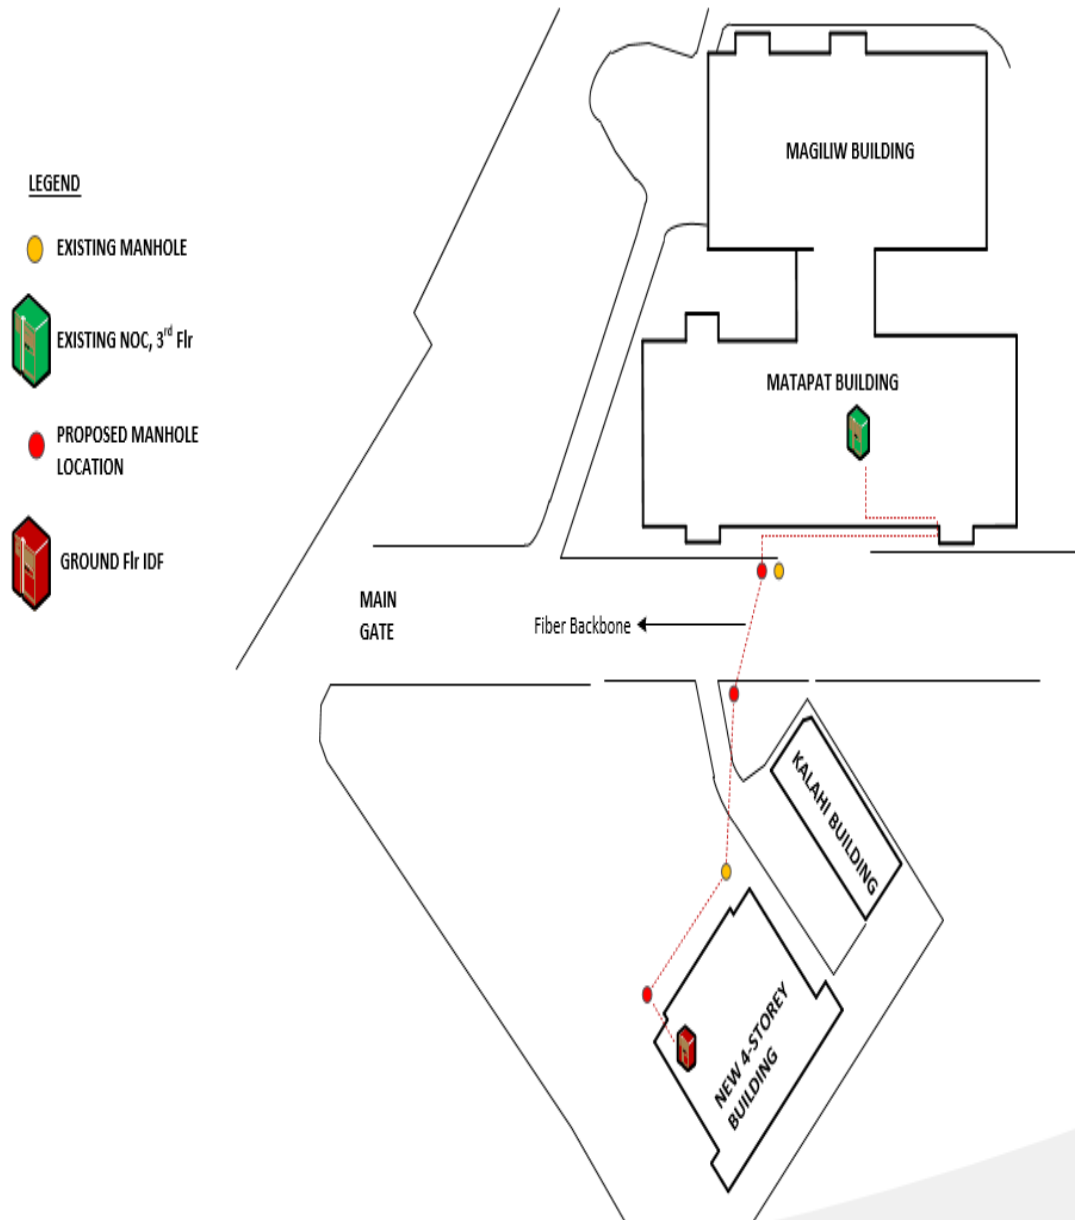 LEGEND
EXISTING MANHOLE
EXISTING NOC, 3rd Flr
PROPOSED MANHOLE
LOCATION
GROUND Flr IDF
MAGILIW BUILDING
MATAPAT BUILDING
MAIN
GATE
Fiber Backbone
KALAHI BUILDING
NEW 4-STOREY
BUILDING